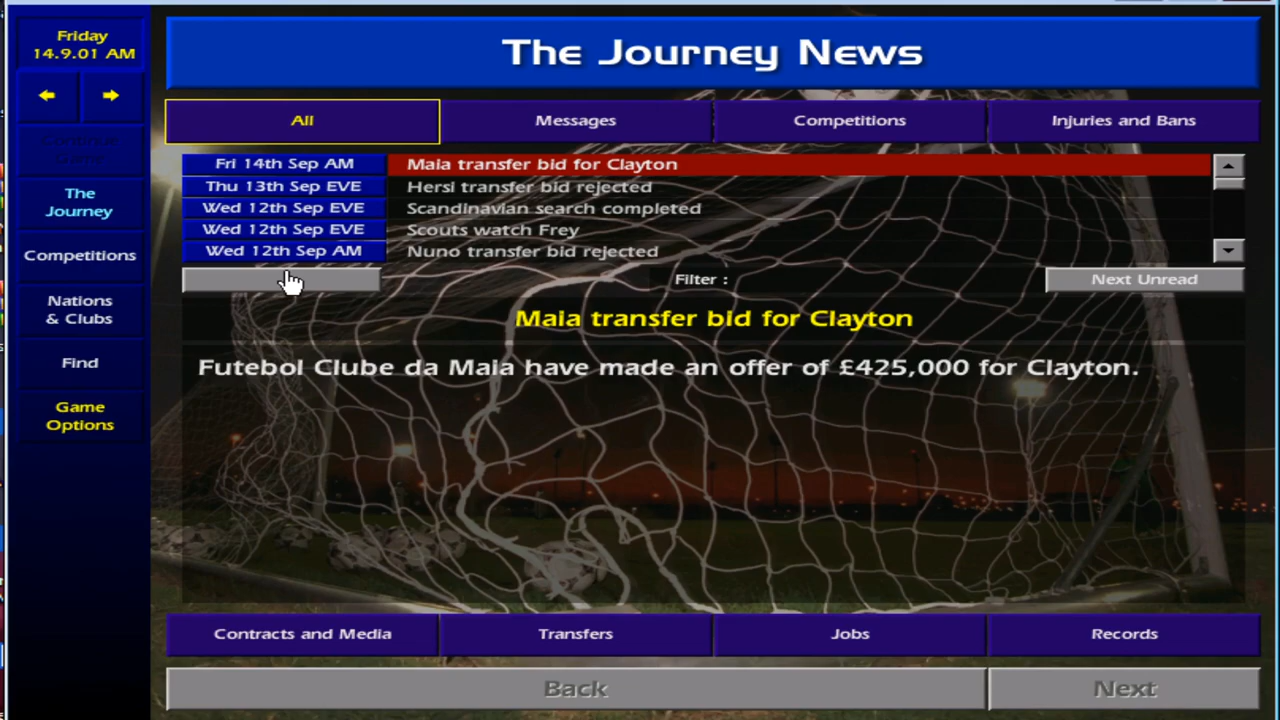 Friday
14.9.01 AM
The Journey News
All
Messages
Competitions
Injuries and Bans
Continue
Game
The
Journey
Competitions
Nations
& Clubs
Find
Game
Options
Fri 14th Sep AM Maia transfer bid for Clayton
Thu 13th Sep EVE Hersi transfer bid rejected
Wed 12th Sep EVE Scandinavian search completed
Wed 12th Sep EVE Scouts watch Frey
Wed 12th Sep AM Nuno transfer bid rejected
Filter :
Next Unread
Maia transfer bid for Clayton
Futebol Clube da Maia have made an offer of £425,000 for Clayton.
Contracts and Media
Transfers
Jobs
Records
Back
Next